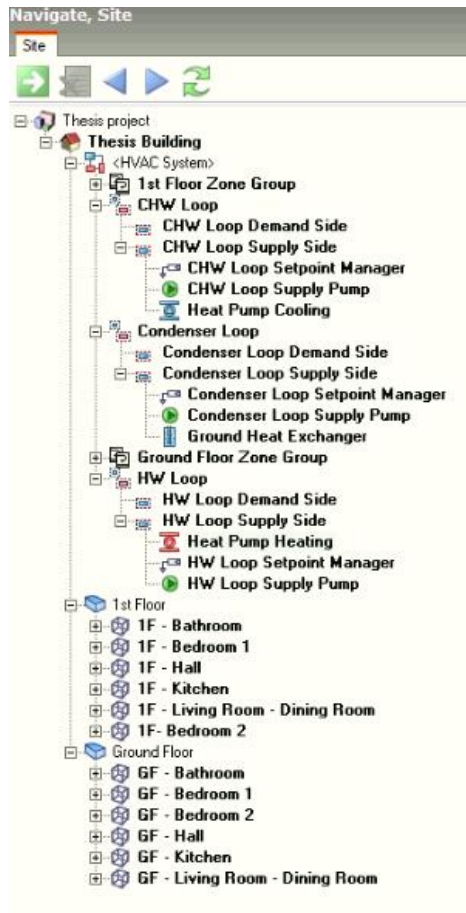 Navigate, Site
Site
Thesis project
Thesis Building
<HVAC System>
1st Floor Zone Group
CHW Loop
CHW Loop Demand Side
CHW Loop Supply Side
CHW Loop Setpoint Manager
CHW Loop Supply Pump
Heat Pump Cooling
Condenser Loop
Condenser Loop Demand Side
Condenser Loop Supply Side
Condenser Loop Setpoint Manager
Condenser Loop Supply Pump
Ground Heat Exchanger
Ground Floor Zone Group
HW Loop
HW Loop Demand Side
HW Loop Supply Side
Heat Pump Heating
HW Loop Setpoint Manager
HW Loop Supply Pump
1st Floor
1F - Bathroom
1F - Bedroom 1
1F - Hall
1F - Kitchen
1F - Living Room - Dining Room
1F- Bedroom 2
Ground Floor
GF - Bathroom
GF - Bedroom 1
GF - Bedroom 2
GF - Hall
GF - Kitchen
GF - Living Room - Dining Room